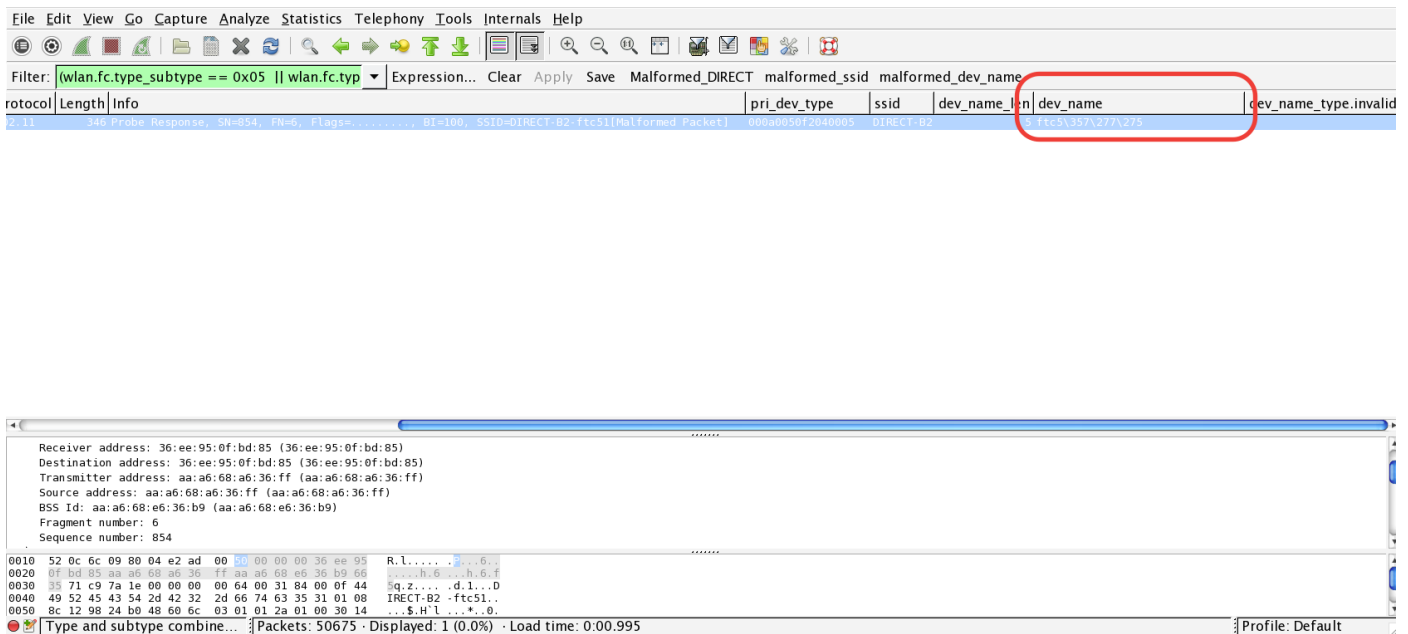 File Edit View Go Capture Analyze Statistics Telephony Tools Internals Help
Filter: (wlan.fc.type_subtype == 0x05 || wlan.fc.typ Expression... Clear Apply Save Malformed_DIRECT malformed_ssid malformed_dev_name
rotocol Length Info pri_dev_type ssid dev_name_len dev_name dev_name_type.invalid
02.11 346 Probe Response, SN=854, FN=6, Flags=........, BI=100, SSID=DIRECT-B2-ftc51[Malformed Packet] 000a0050f2040005 DIRECT-B2 5 ftc5\357\277\275
Receiver address: 36:ee:95:0f:bd:85 (36:ee:95:0f:bd:85)
Destination address: 36:ee:95:0f:bd:85 (36:ee:95:0f:bd:85)
Transmitter address: aa:a6:68:a6:36:ff (aa:a6:68:a6:36:ff)
Source address: aa:a6:68:a6:36:ff (aa:a6:68:a6:36:ff)
BSS Id: aa:a6:68:e6:36:b9 (aa:a6:68:e6:36:b9)
Fragment number: 6
Sequence number: 854
0010 52 0c 6c 09 80 04 e2 ad 00 50 00 00 00 36 ee 95 R.l..... .P...6..
0020 0f bd 85 aa a6 68 a6 36 ff aa a6 68 e6 36 b9 66 .....h.6 ...h.6.f
0030 35 71 c9 7a 1e 00 00 00 00 64 00 31 84 00 0f 44 5q.z.... .d.1...D
0040 49 52 45 43 54 2d 42 32 2d 66 74 63 35 31 01 08 IRECT-B2 -ftc51..
0050 8c 12 98 24 b0 48 60 6c 03 01 01 2a 01 00 30 14 ...$.H`l ...*..0.
Type and subtype combine... Packets: 50675 · Displayed: 1 (0.0%) · Load time: 0:00.995 Profile: Default